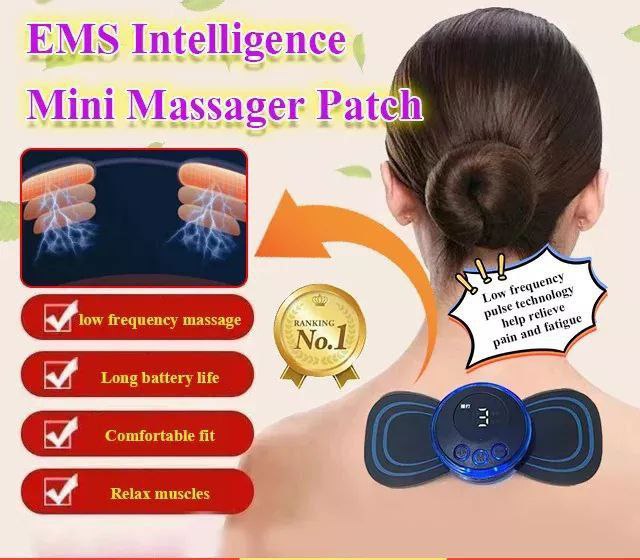 EMS Intelligence
Mini Massager Patch
Low frequency
pulse technology
help relieve
pain and fatigue
low frequency massage
RANKING
No.1
Long battery life
Comfortable fit
Relax muscles